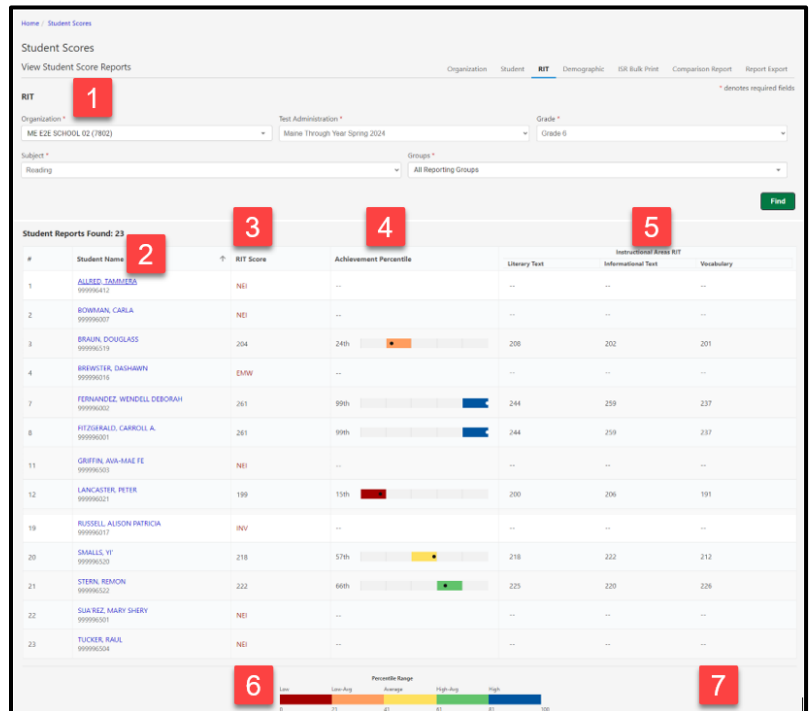 Home / Student Scores
Student Scores
View Student Score Reports
Organization Student RIT Demographic ISR Bulk Print Comparison Report Report Export
* denotes required fields
1
RIT
Organization * Test Administration * Grade *
ME E2E SCHOOL 02 (7802) Maine Through Year Spring 2024 Grade 6
Subject * Groups *
Reading All Reporting Groups
Find
Student Reports Found: 23
2 3 4 5
# Student Name RIT Score Achievement Percentile Instructional Areas RIT
Literary Text Informational Text Vocabulary
1 ALLRED, TAMMERA NEI -- -- -- --
999996412
2 BOWMAN, CARLA NEI -- -- -- --
999996007
3 BRAUN, DOUGLASS 204 24th 208 202 201
999996519
4 BREWSTER, DASHAWN EMW -- -- -- --
999996016
7 FERNANDEZ, WENDELL DEBORAH 261 99th 244 259 237
999996002
8 FITZGERALD, CARROLL A. 261 99th 244 259 237
999996001
11 GRIFFIN, AVA-MAE FE NEI -- -- -- --
999996503
12 LANCASTER, PETER 199 15th 200 206 191
999996021
19 RUSSELL, ALISON PATRICIA INV -- -- -- --
999996017
20 SMALLS, YI' 218 57th 218 222 212
999996520
21 STERN, REMON 222 66th 225 220 226
999996522
22 SUA'REZ, MARY SHERY NEI -- -- -- --
999996501
23 TUCKER, RAUL NEI -- -- -- --
999996504
6 7
Percentile Range
Low Low-Avg Average High-Avg High
0 21 41 61 81 100